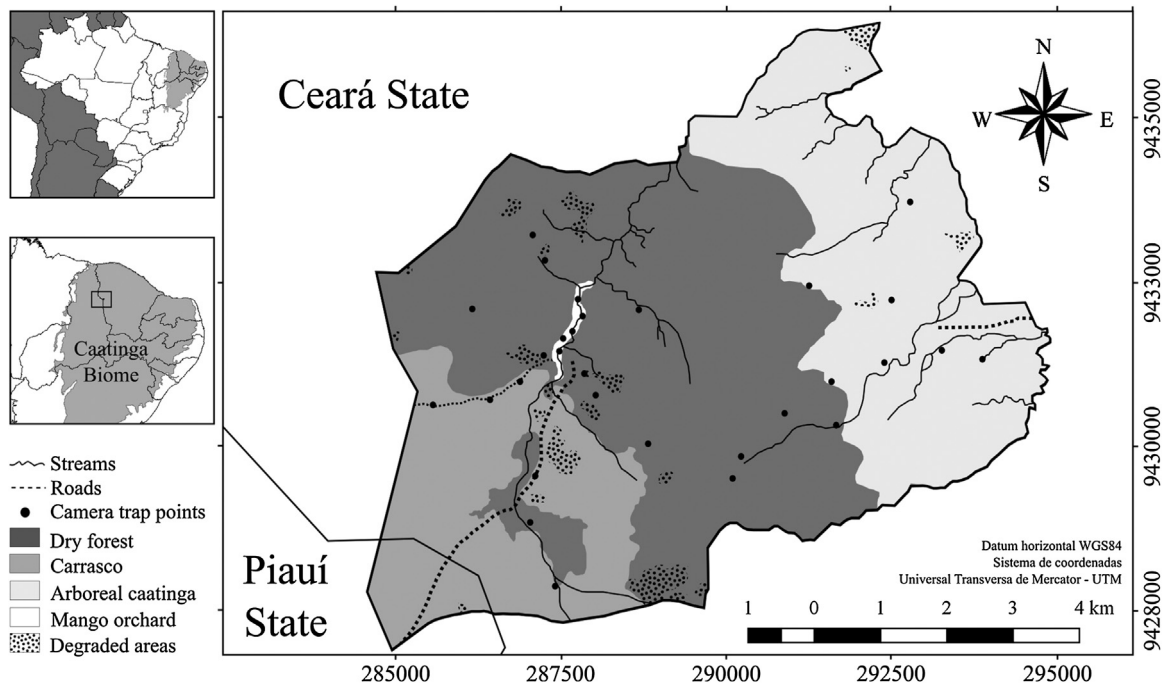 Ceará State
N
W
E
S
Caatinga
Biome
Streams
Roads
Camera trap points
Dry forest
Carrasco
Arboreal caatinga
Mango orchard
Degraded areas
Piauí
State
Datum horizontal WGS84
Sistema de coordenadas
Universal Transversa de Mercator - UTM
1 0 1 2 3 4 km
9435000
9433000
9430000
9428000
285000 287500 290000 292500 295000